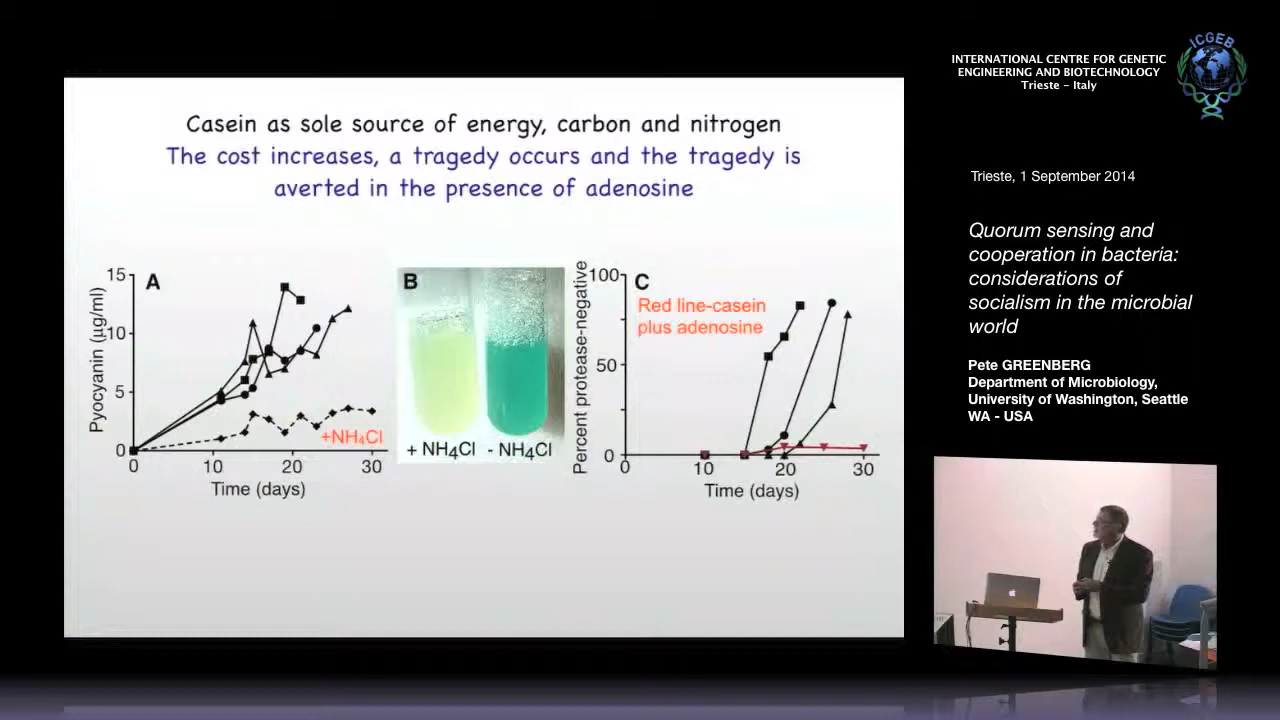 Casein as sole source of energy, carbon and nitrogen
The cost increases, a tragedy occurs and the tragedy is
averted in the presence of adenosine
A
15
10
5
0
Pyocyanin (µg/ml)
+NH₄Cl
0
10
20
30
Time (days)
B
+ NH₄Cl
- NH₄Cl
C
100
50
0
Percent protease-negative
Red line-casein
plus adenosine
0
10
20
30
Time (days)
INTERNATIONAL CENTRE FOR GENETIC
ENGINEERING AND BIOTECHNOLOGY
Trieste - Italy
ICGEB
Trieste, 1 September 2014
Quorum sensing and
cooperation in bacteria:
considerations of
socialism in the microbial
world
Pete GREENBERG
Department of Microbiology,
University of Washington, Seattle
WA - USA